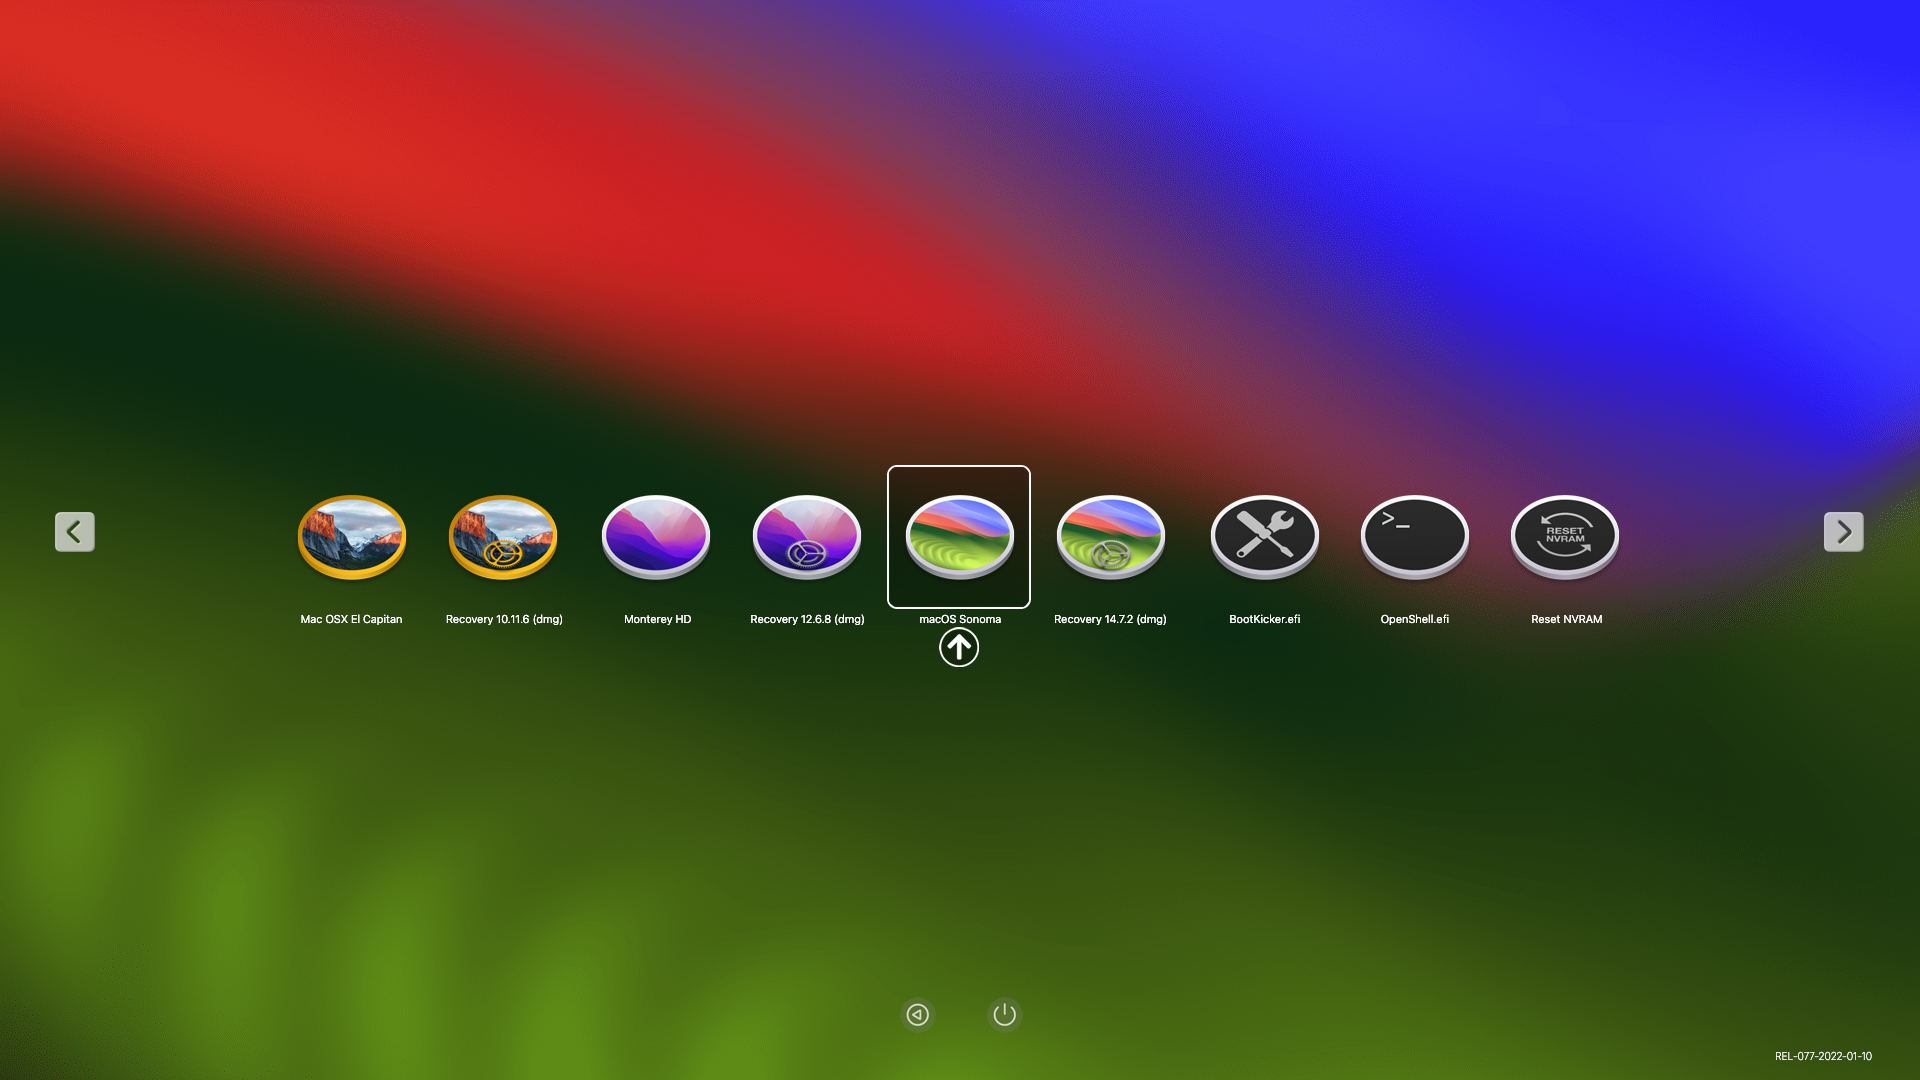 >_
RESET
NVRAM
Mac OSX El Capitan
Recovery 10.11.6 (dmg)
Monterey HD
Recovery 12.6.8 (dmg)
macOS Sonoma
Recovery 14.7.2 (dmg)
BootKicker.efi
OpenShell.efi
Reset NVRAM
REL-077-2022-01-10